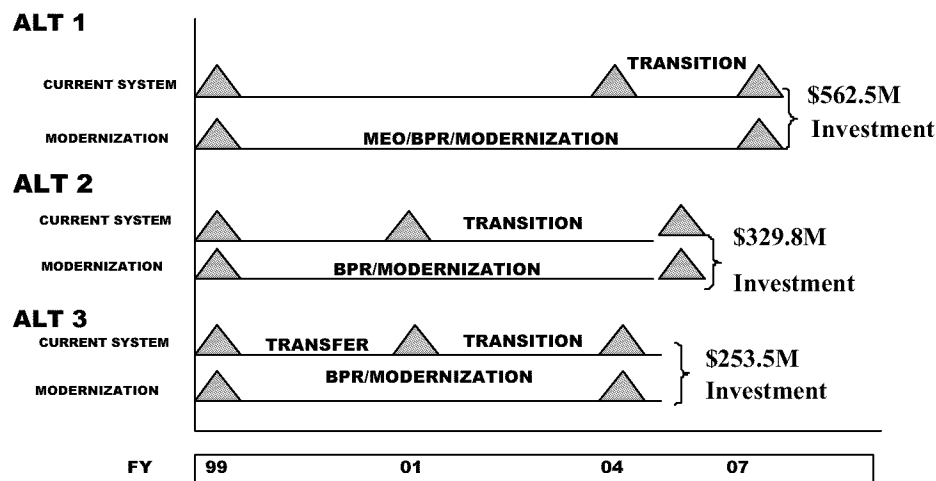 ALT 1
CURRENT SYSTEM
TRANSITION
$562.5M
Investment
MODERNIZATION
MEO/BPR/MODERNIZATION
ALT 2
CURRENT SYSTEM
TRANSITION
$329.8M
Investment
MODERNIZATION
BPR/MODERNIZATION
ALT 3
CURRENT SYSTEM
TRANSFER
TRANSITION
$253.5M
Investment
MODERNIZATION
BPR/MODERNIZATION
FY 99 01 04 07